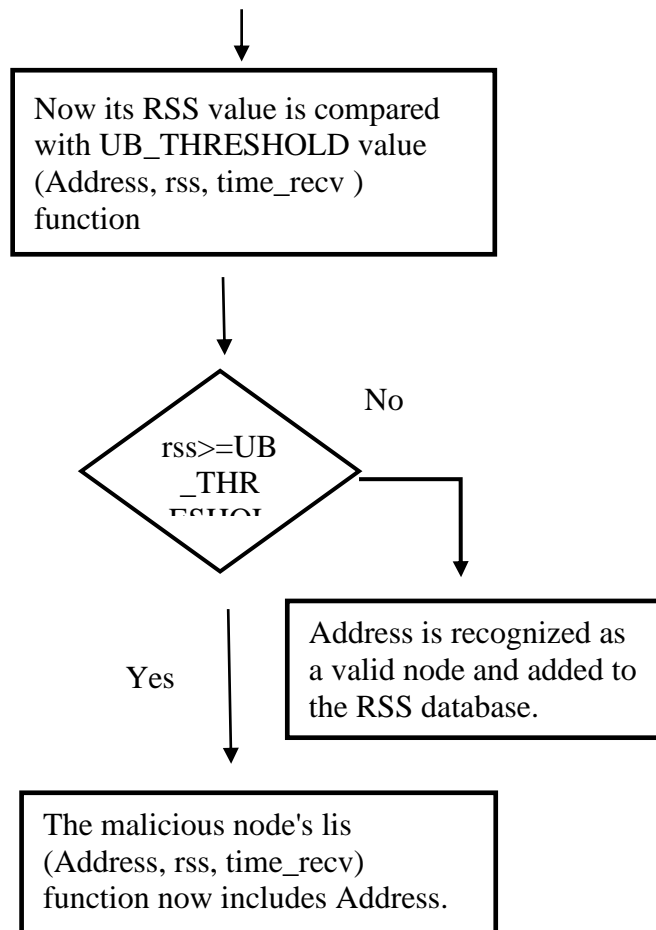 Now its RSS value is compared
with UB_THRESHOLD value
(Address, rss, time_recv )
function
No
rss>=UB
_THR
Address is recognized as
a valid node and added to
the RSS database.
Yes
The malicious node's lis
(Address, rss, time_recv)
function now includes Address.